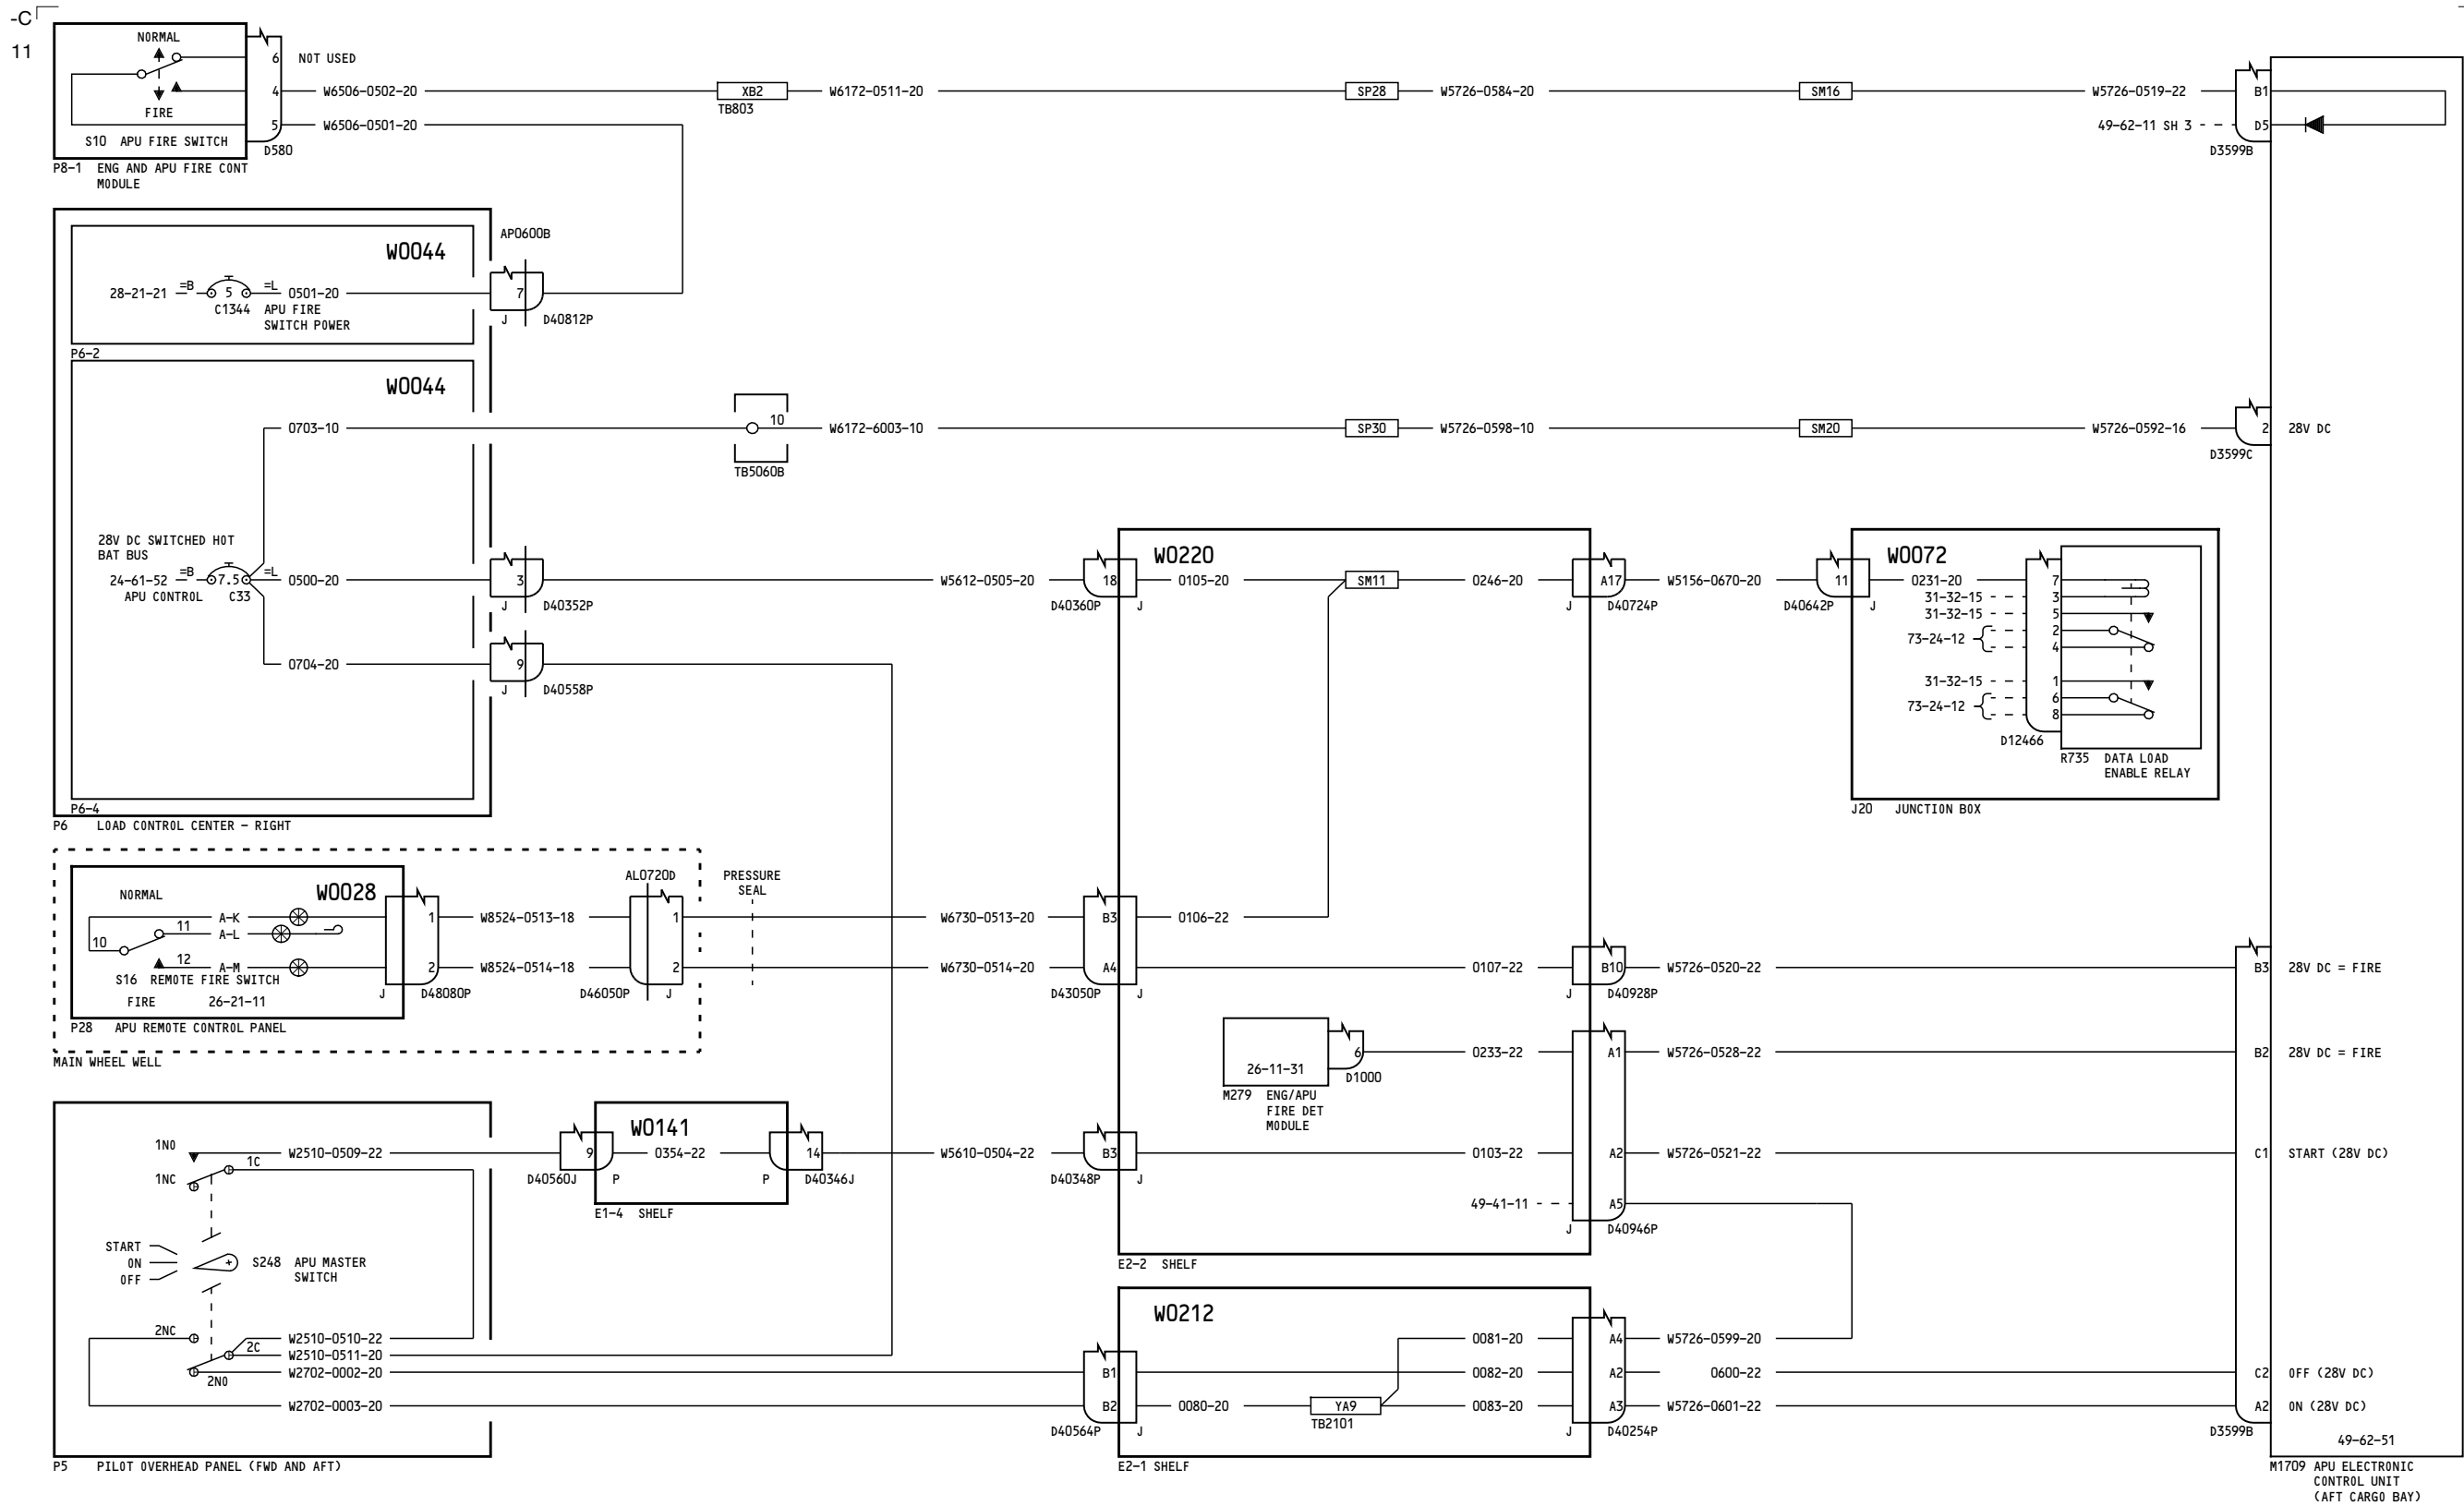 -C
11
NORMAL
6 NOT USED
4 W6506-0502-20 XB2 W6172-0511-20 SP28 W5726-0584-20 SM16 W5726-0519-22 B1
TB803
FIRE
5 W6506-0501-20 49-62-11 SH 3 D5
S10 APU FIRE SWITCH
D580 D3599B
P8-1 ENG AND APU FIRE CONT
MODULE
AP0600B
W0044
28-21-21 =B 5 =L 0501-20 7
C1344 APU FIRE
SWITCH POWER
J D40812P
P6-2
W0044
0703-10 10 W6172-6003-10 SP30 W5726-0598-10 SM20 W5726-0592-16 2 28V DC
D3599C
TB5060B
28V DC SWITCHED HOT
BAT BUS
W0220 W0072
24-61-52 =B 7.5 =L 0500-20 3 W5612-0505-20 18 0105-20 SM11 0246-20 A17 W5156-0670-20 11 0231-20 7
APU CONTROL C33
J D40352P D40360P J J D40724P D40642P J
31-32-15 3
31-32-15 5
73-24-12 2
4
0704-20 9
J D40558P
31-32-15 1
73-24-12 6
8
D12466
R735 DATA LOAD
ENABLE RELAY
P6-4
P6 LOAD CONTROL CENTER - RIGHT
J20 JUNCTION BOX
AL0720D PRESSURE
SEAL
NORMAL W0028
A-K 1 W8524-0513-18 1 W6730-0513-20 B3 0106-22
11 A-L
10
12 A-M 2 W8524-0514-18 2 W6730-0514-20 A4 0107-22 B10 W5726-0520-22 B3 28V DC = FIRE
S16 REMOTE FIRE SWITCH
J D48080P D46050P J D43050P J J D40928P
FIRE 26-21-11
P28 APU REMOTE CONTROL PANEL
MAIN WHEEL WELL
26-11-31 6 0233-22 A1 W5726-0528-22 B2 28V DC = FIRE
D1000
M279 ENG/APU
FIRE DET
MODULE
W0141
1NO W2510-0509-22 9 0354-22 14 W5610-0504-22 B3 0103-22 A2 W5726-0521-22 C1 START (28V DC)
1C
1NC
D40560J P P D40346J D40348P J
E1-4 SHELF
49-41-11 A5
J D40946P
START
ON S248 APU MASTER
OFF SWITCH
E2-2 SHELF
W0212
2NC W2510-0510-22 0081-20 A4 W5726-0599-20
2C W2510-0511-20
W2702-0002-20 B1 0082-20 A2 0600-22 C2 OFF (28V DC)
2NO
W2702-0003-20 B2 0080-20 YA9 0083-20 A3 W5726-0601-22 A2 ON (28V DC)
TB2101
D40564P J J D40254P D3599B
49-62-51
P5 PILOT OVERHEAD PANEL (FWD AND AFT)
E2-1 SHELF
M1709 APU ELECTRONIC
CONTROL UNIT
(AFT CARGO BAY)